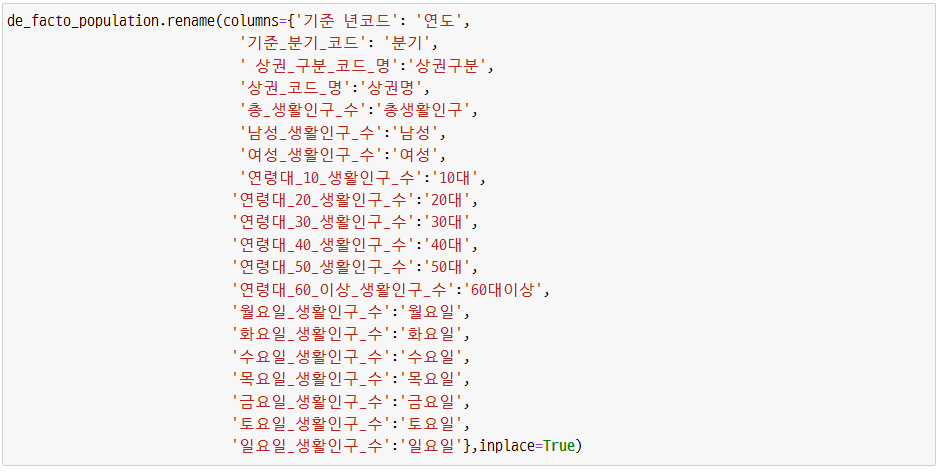 de_facto_population.rename(columns={'기준 년코드': '연도',
'기준_분기_코드': '분기',
' 상권_구분_코드_명':'상권구분',
'상권_코드_명':'상권명',
'총_생활인구_수':'총생활인구',
'남성_생활인구_수':'남성',
'여성_생활인구_수':'여성',
'연령대_10_생활인구_수':'10대',
'연령대_20_생활인구_수':'20대',
'연령대_30_생활인구_수':'30대',
'연령대_40_생활인구_수':'40대',
'연령대_50_생활인구_수':'50대',
'연령대_60_이상_생활인구_수':'60대이상',
'월요일_생활인구_수':'월요일',
'화요일_생활인구_수':'화요일',
'수요일_생활인구_수':'수요일',
'목요일_생활인구_수':'목요일',
'금요일_생활인구_수':'금요일',
'토요일_생활인구_수':'토요일',
'일요일_생활인구_수':'일요일'},inplace=True)